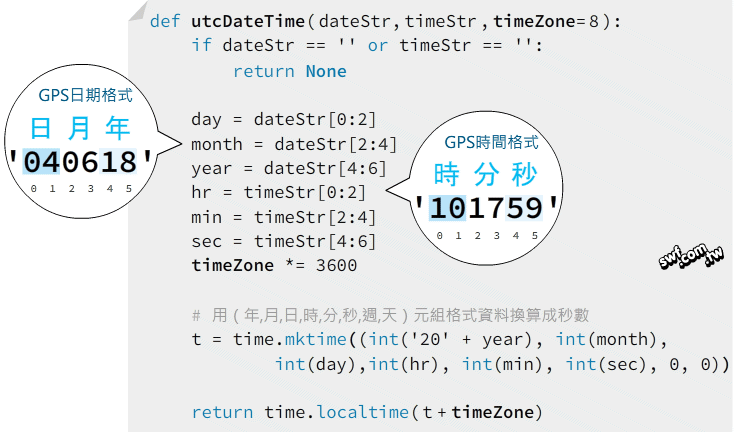 def utcDateTime(dateStr,timeStr,timeZone=8):
    if dateStr == '' or timeStr == '':
        return None
GPS日期格式
日 月 年
'040618'
0 1 2 3 4 5
    day = dateStr[0:2]
    month = dateStr[2:4]
    year = dateStr[4:6]
    hr = timeStr[0:2]
    min = timeStr[2:4]
    sec = timeStr[4:6]
    timeZone *= 3600
GPS時間格式
時 分 秒
'101759'
0 1 2 3 4 5
swf.com.tw
    # 用(年,月,日,時,分,秒,週,天)元組格式資料換算成秒數
    t = time.mktime((int('20' + year), int(month),
            int(day),int(hr), int(min), int(sec), 0, 0))
    return time.localtime(t+timeZone)